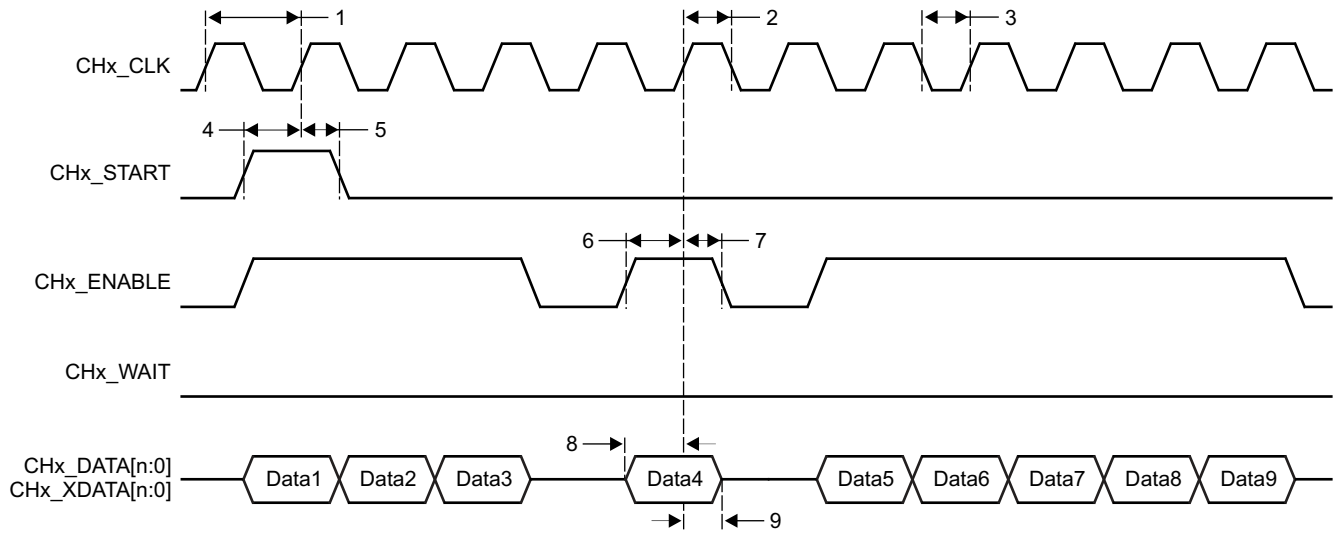 1 2 3
CHx_CLK
4 5
CHx_START
6 7
CHx_ENABLE
CHx_WAIT
8
CHx_DATA[n:0]
CHx_XDATA[n:0]
Data1 Data2 Data3 Data4 Data5 Data6 Data7 Data8 Data9
9